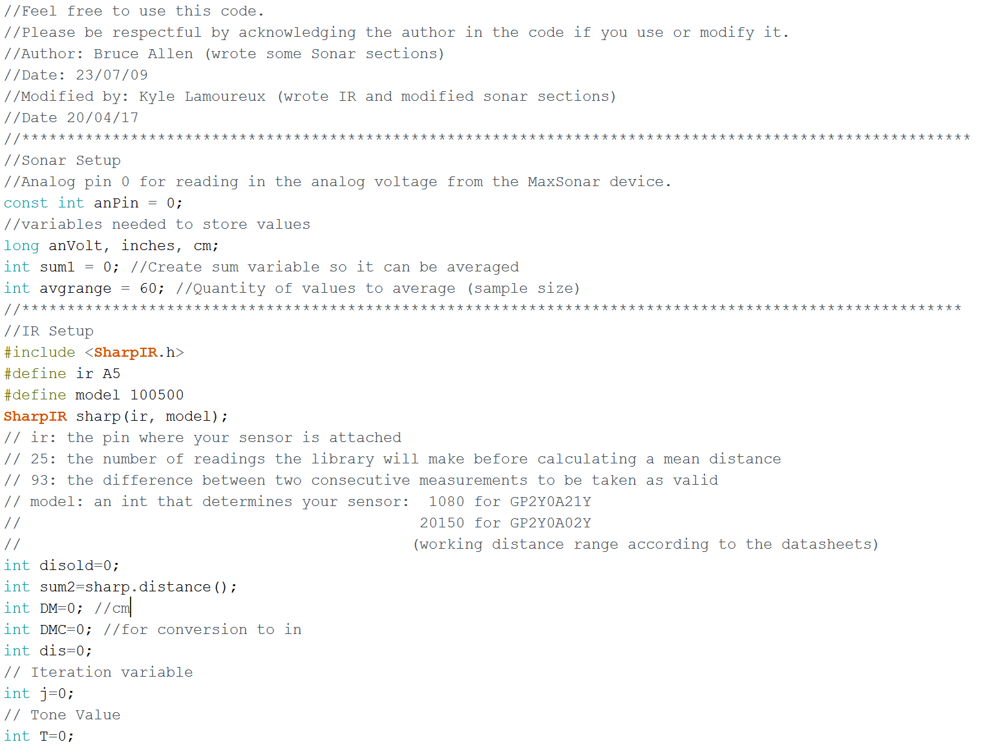 //Feel free to use this code.
//Please be respectful by acknowledging the author in the code if you use or modify it.
//Author: Bruce Allen (wrote some Sonar sections)
//Date: 23/07/09
//Modified by: Kyle Lamoureux (wrote IR and modified sonar sections)
//Date 20/04/17
//*********************************************************************************************************
//Sonar Setup
//Analog pin 0 for reading in the analog voltage from the MaxSonar device.
const int anPin = 0;
//variables needed to store values
long anVolt, inches, cm;
int sum1 = 0; //Create sum variable so it can be averaged
int avgrange = 60; //Quantity of values to average (sample size)
//********************************************************************************************************
//IR Setup
#include <SharpIR.h>
#define ir A5
#define model 100500
SharpIR sharp(ir, model);
// ir: the pin where your sensor is attached
// 25: the number of readings the library will make before calculating a mean distance
// 93: the difference between two consecutive measurements to be taken as valid
// model: an int that determines your sensor:  1080 for GP2Y0A21Y
//                                            20150 for GP2Y0A02Y
//                                            (working distance range according to the datasheets)
int disold=0;
int sum2=sharp.distance();
int DM=0; //cm
int DMC=0; //for conversion to in
int dis=0;
// Iteration variable
int j=0;
// Tone Value
int T=0;